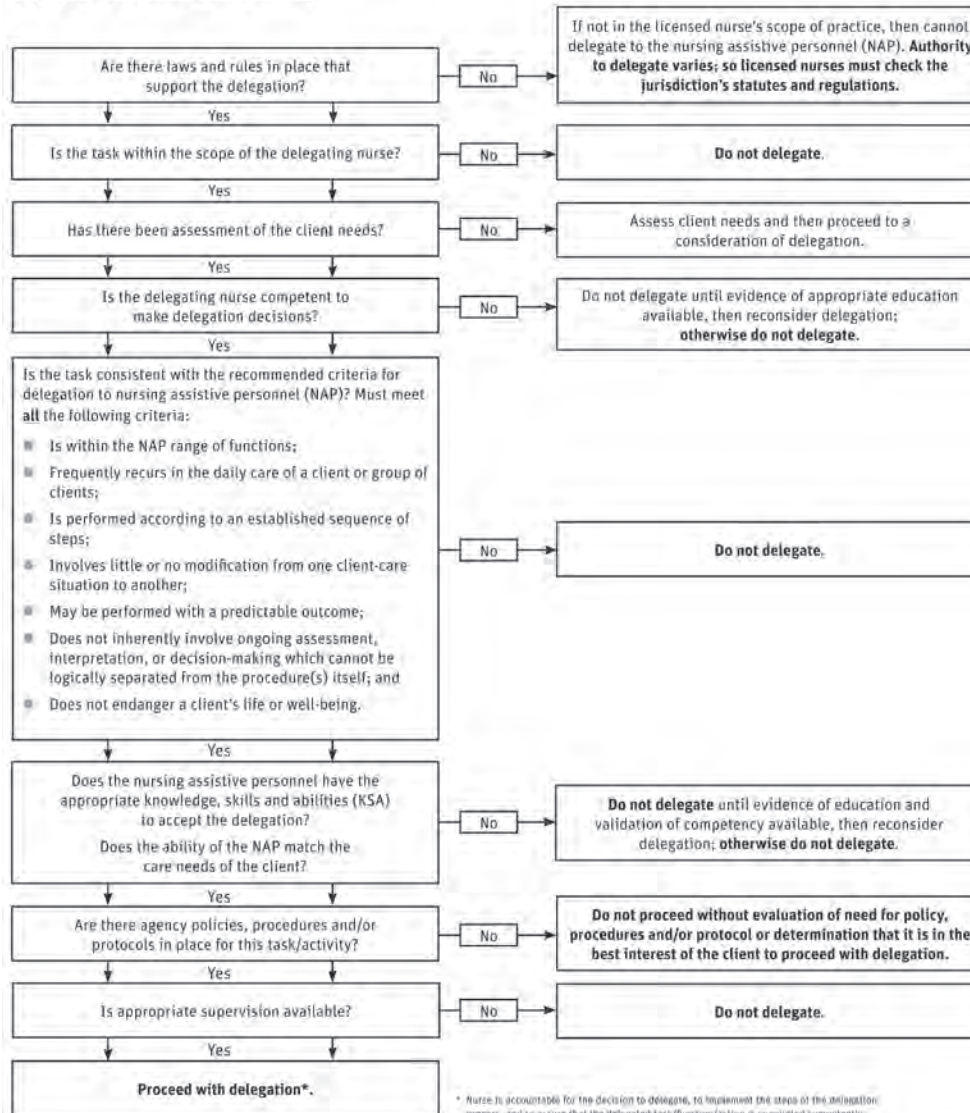 Are there laws and rules in place that
support the delegation?
No
If not in the licensed nurse's scope of practice, then cannot
delegate to the nursing assistive personnel (NAP). Authority
to delegate varies; so licensed nurses must check the
jurisdiction's statutes and regulations.
Yes
Is the task within the scope of the delegating nurse?
No
Do not delegate.
Yes
Has there been assessment of the client needs?
No
Assess client needs and then proceed to a
consideration of delegation.
Yes
Is the delegating nurse competent to
make delegation decisions?
No
Do not delegate until evidence of appropriate education
available, then reconsider delegation;
otherwise do not delegate.
Yes
Is the task consistent with the recommended criteria for
delegation to nursing assistive personnel (NAP)? Must meet
all the following criteria:
Is within the NAP range of functions;
Frequently recurs in the daily care of a client or group of
clients;
Is performed according to an established sequence of
steps;
Involves little or no modification from one client-care
situation to another;
May be performed with a predictable outcome;
Does not inherently involve ongoing assessment,
interpretation, or decision-making which cannot be
logically separated from the procedure(s) itself; and
Does not endanger a client's life or well-being.
No
Do not delegate.
Yes
Does the nursing assistive personnel have the
appropriate knowledge, skills and abilities (KSA)
to accept the delegation?
Does the ability of the NAP match the
care needs of the client?
No
Do not delegate until evidence of education and
validation of competency available, then reconsider
delegation; otherwise do not delegate.
Yes
Are there agency policies, procedures and/or
protocols in place for this task/activity?
No
Do not proceed without evaluation of need for policy,
procedures and/or protocol or determination that it is in the
best interest of the client to proceed with delegation.
Yes
Is appropriate supervision available?
No
Do not delegate.
Yes
Proceed with delegation*.
* Nurse is accountable for the decision to delegate, to implement the steps of the delegation